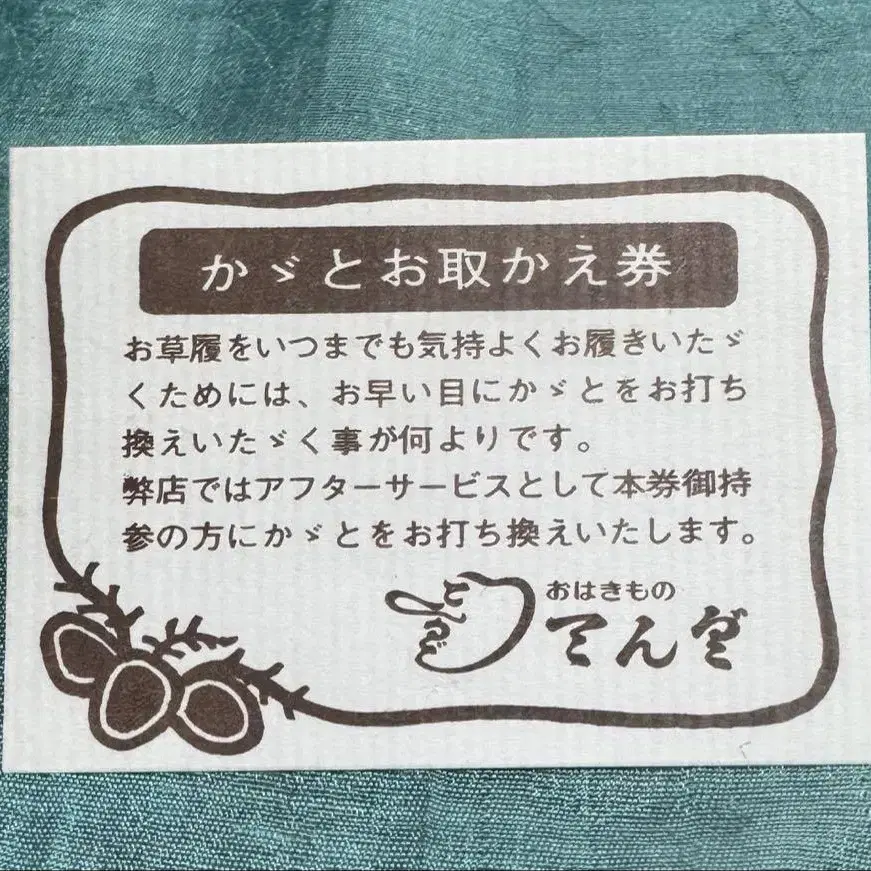 かゞとお取かえ券
お草履をいつまでも気持よくお履きいたゞ
くためには、お早い目にかゞとをお打ち
換えいたゞく事が何よりです。
弊店ではアフターサービスとして本券御持
参の方にかゞとをお打ち換えいたします。
おはきもの